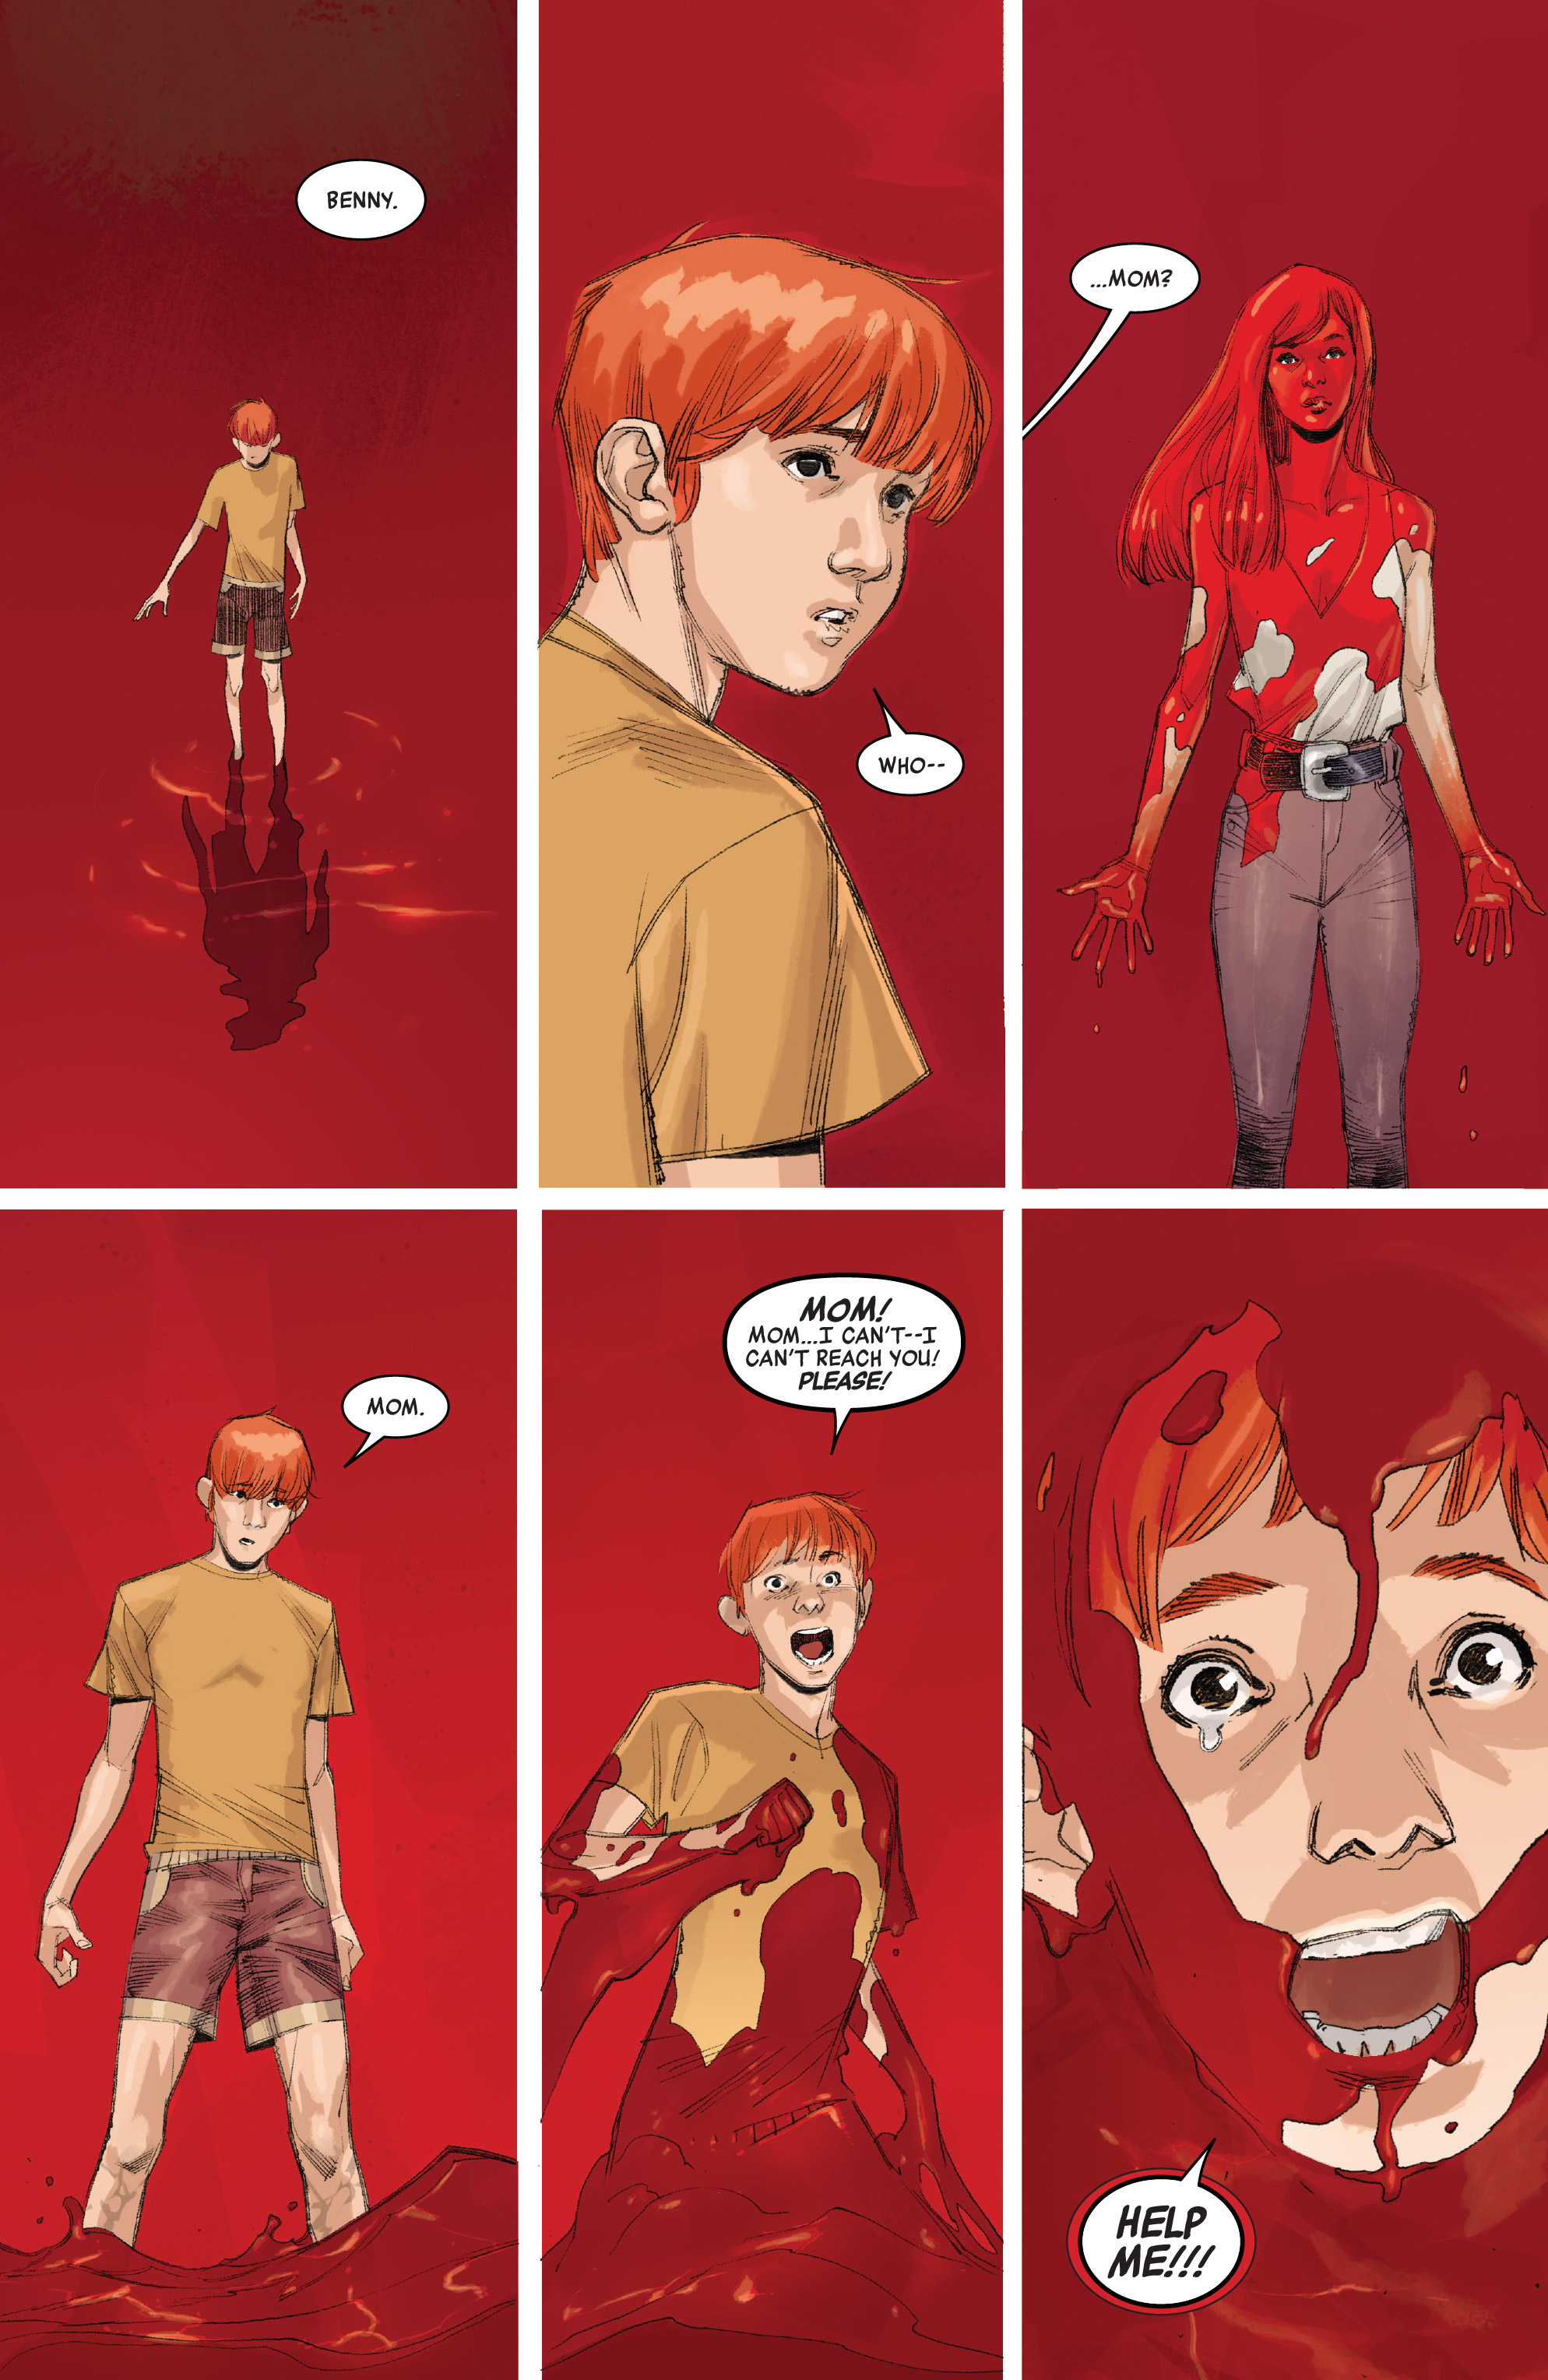 BENNY.
WHO--
...MOM?
MOM.
MOM!
MOM...I CAN'T--I
CAN'T REACH YOU!
PLEASE!
HELP
ME!!!